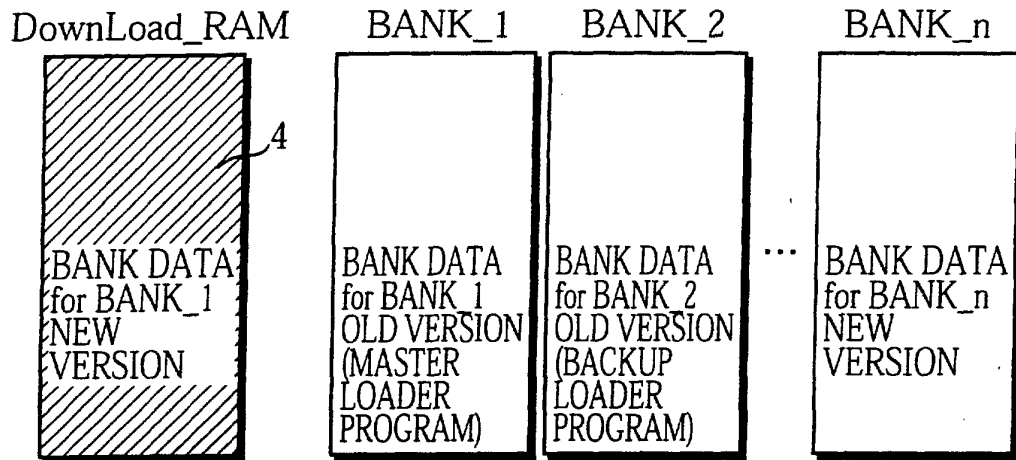 DownLoad_RAM
BANK_1
BANK_2
BANK_n
4
BANK DATA
for BANK_1
NEW
VERSION
BANK DATA
for BANK_1
OLD VERSION
(MASTER
LOADER
PROGRAM)
BANK DATA
for BANK_2
OLD VERSION
(BACKUP
LOADER
PROGRAM)
...
BANK DATA
for BANK_n
NEW
VERSION